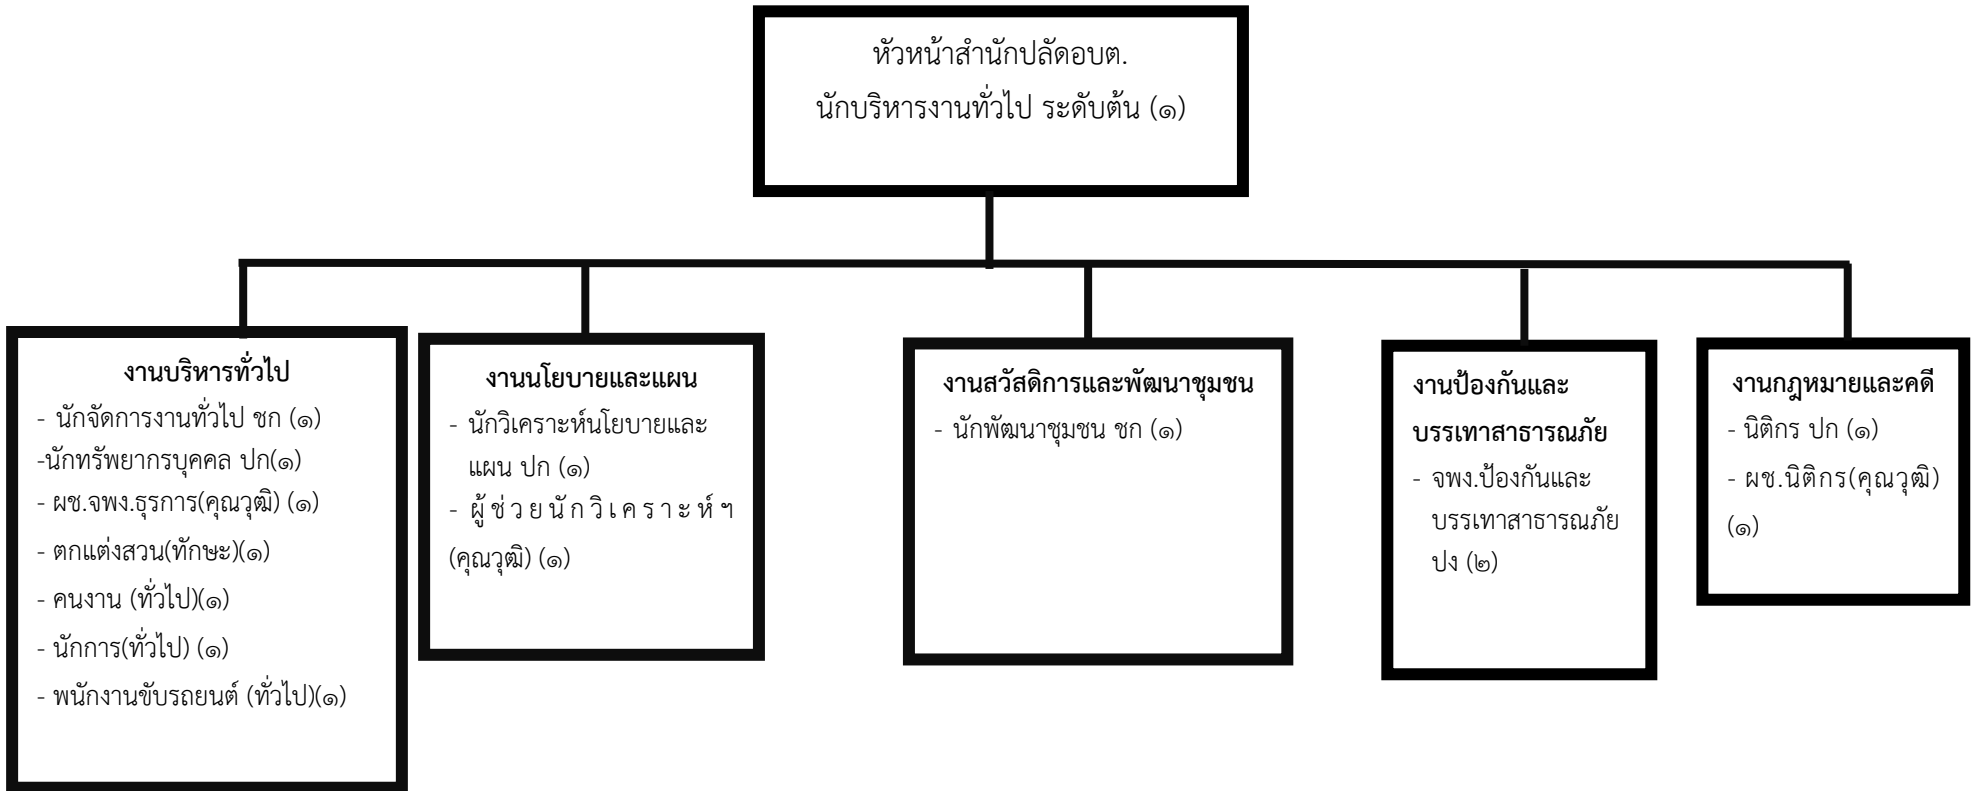 หัวหน้าสำนักปลัดอบต.
นักบริหารงานทั่วไป ระดับต้น (๑)
งานบริหารทั่วไป
- นักจัดการงานทั่วไป ชก (๑)
-นักทรัพยากรบุคคล ปก(๑)
- ผช.จพง.ธุรการ(คุณวุฒิ) (๑)
- ตกแต่งสวน(ทักษะ)(๑)
- คนงาน (ทั่วไป)(๑)
- นักการ(ทั่วไป) (๑)
- พนักงานขับรถยนต์ (ทั่วไป)(๑)
งานนโยบายและแผน
- นักวิเคราะห์นโยบายและ
แผน ปก (๑)
- ผู้ช่วยนักวิเคราะห์ฯ
(คุณวุฒิ) (๑)
งานสวัสดิการและพัฒนาชุมชน
- นักพัฒนาชุมชน ชก (๑)
งานป้องกันและ
บรรเทาสาธารณภัย
- จพง.ป้องกันและ
บรรเทาสาธารณภัย
ปง (๒)
งานกฎหมายและคดี
- นิติกร ปก (๑)
- ผช.นิติกร(คุณวุฒิ)
(๑)